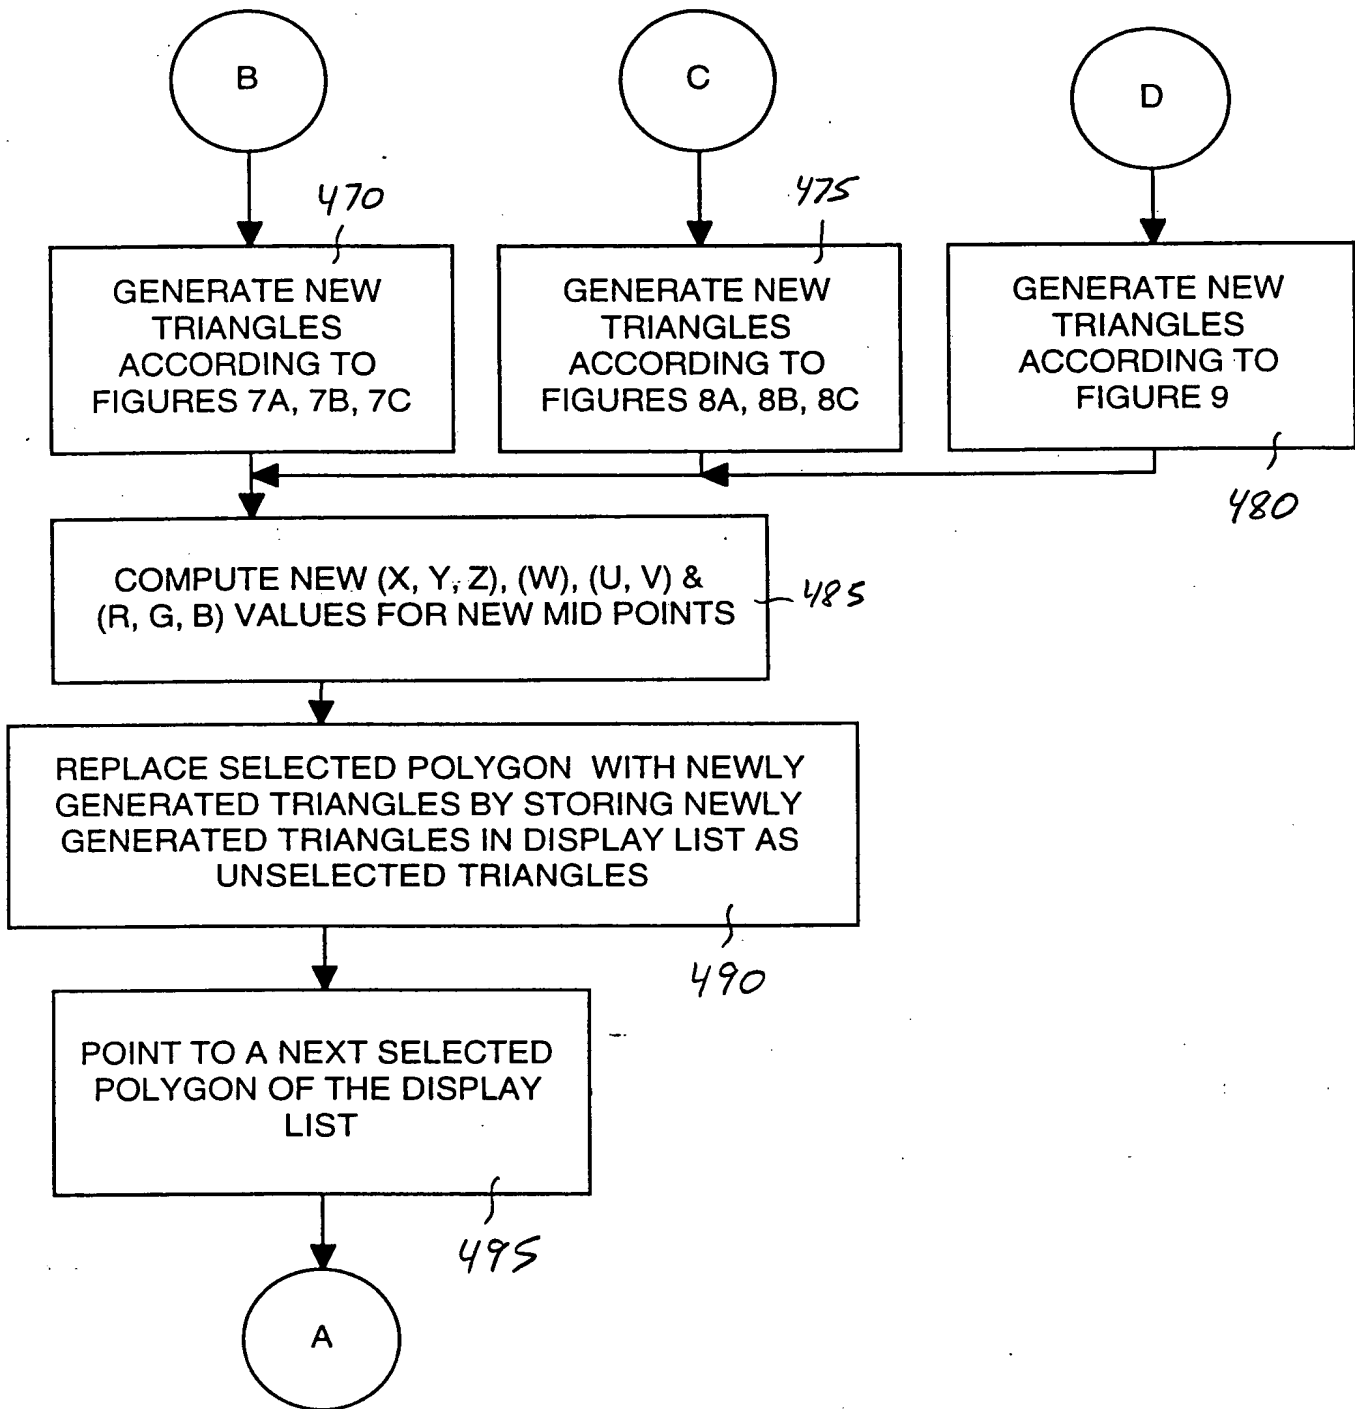 B
C
D
470
475
GENERATE NEW
TRIANGLES
ACCORDING TO
FIGURES 7A, 7B, 7C
GENERATE NEW
TRIANGLES
ACCORDING TO
FIGURES 8A, 8B, 8C
GENERATE NEW
TRIANGLES
ACCORDING TO
FIGURE 9
480
COMPUTE NEW (X, Y, Z), (W), (U, V) &
(R, G, B) VALUES FOR NEW MID POINTS
485
REPLACE SELECTED POLYGON WITH NEWLY
GENERATED TRIANGLES BY STORING NEWLY
GENERATED TRIANGLES IN DISPLAY LIST AS
UNSELECTED TRIANGLES
490
POINT TO A NEXT SELECTED
POLYGON OF THE DISPLAY
LIST
495
A